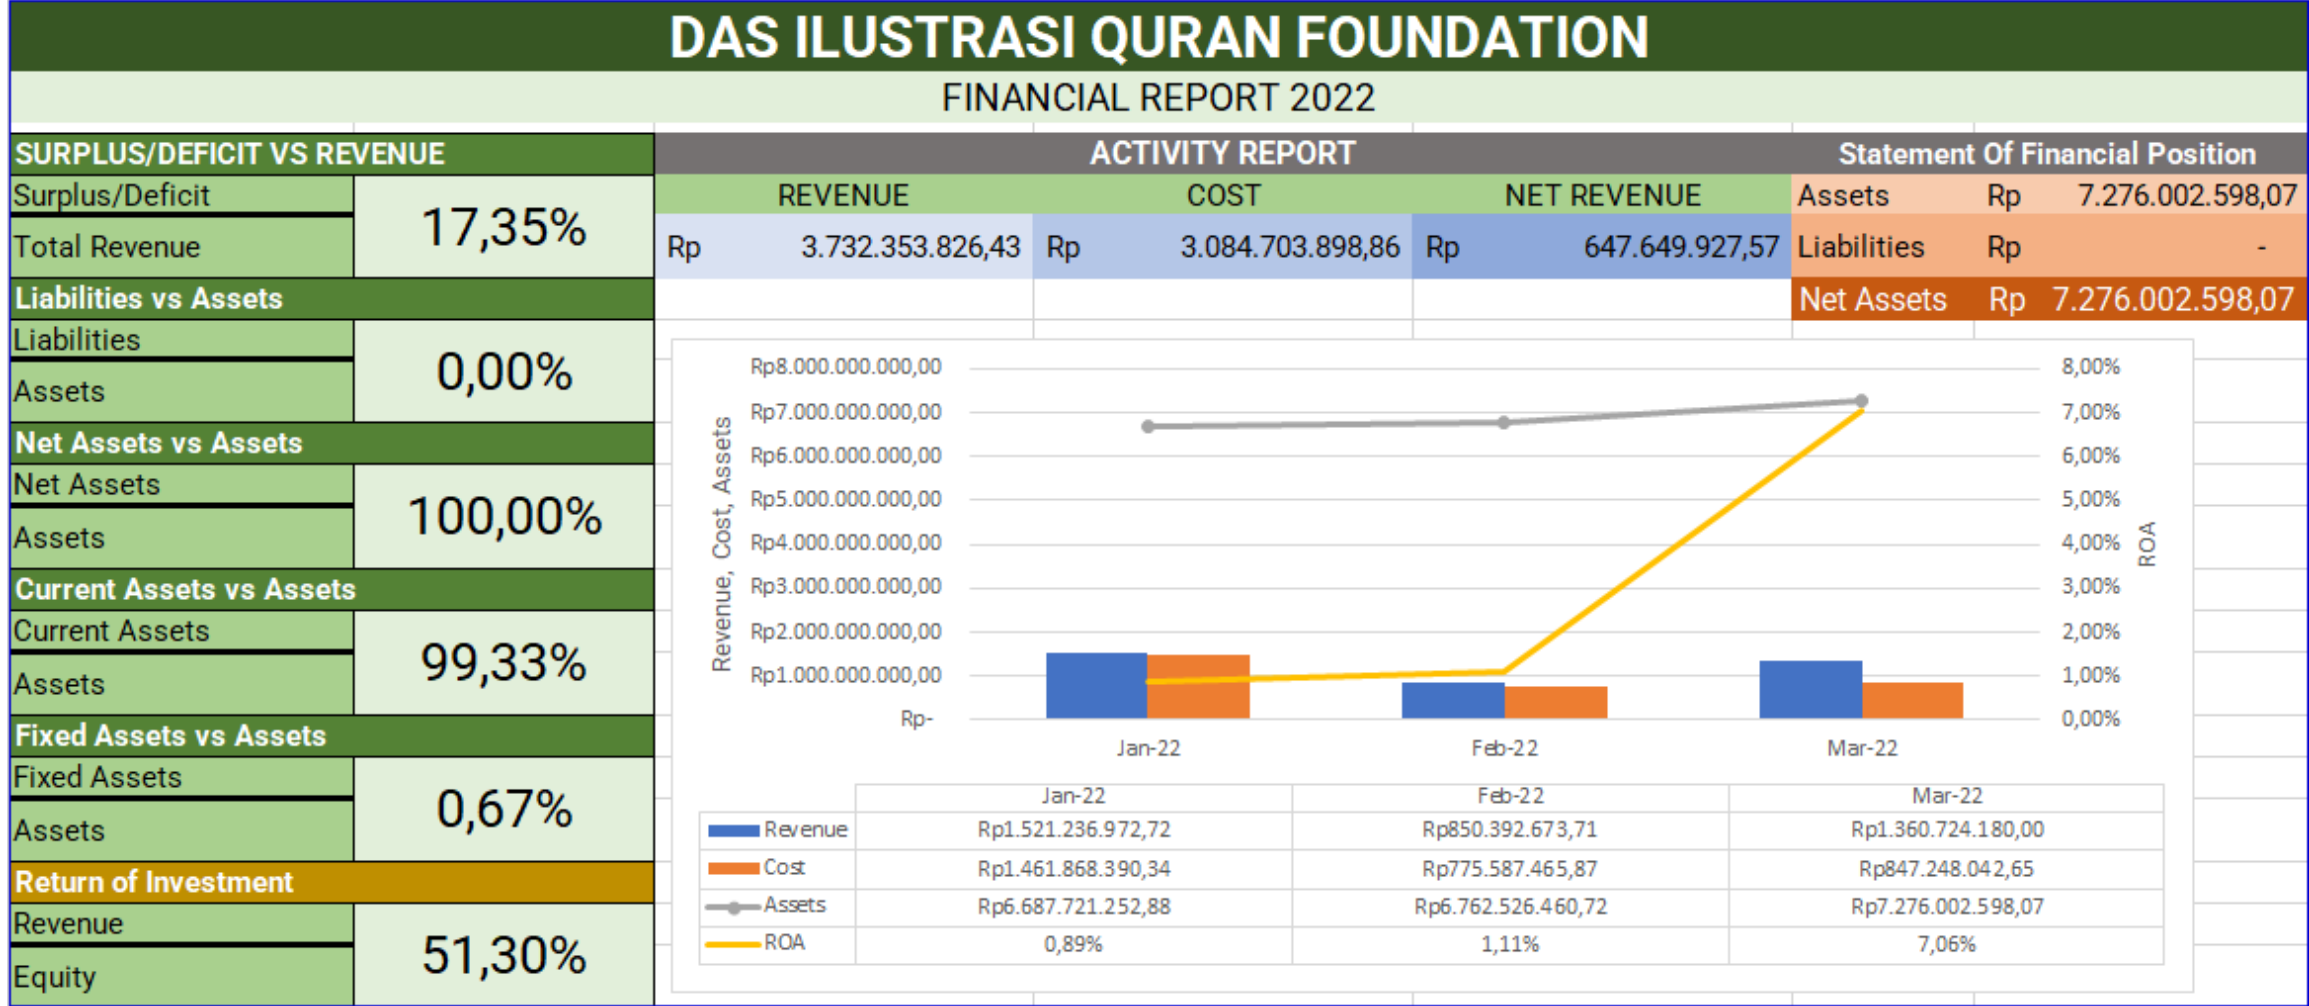 DAS ILUSTRASI QURAN FOUNDATION
FINANCIAL REPORT 2022
SURPLUS/DEFICIT VS REVENUE
Surplus/Deficit
Total Revenue
17,35%
Liabilities vs Assets
Liabilities
Assets
0,00%
Net Assets vs Assets
Net Assets
Assets
100,00%
Current Assets vs Assets
Current Assets
Assets
99,33%
Fixed Assets vs Assets
Fixed Assets
Assets
0,67%
Return of Investment
Revenue
Equity
51,30%
ACTIVITY REPORT
REVENUE COST NET REVENUE
Rp 3.732.353.826,43 Rp 3.084.703.898,86 Rp 647.649.927,57
Statement Of Financial Position
Assets Rp 7.276.002.598,07
Liabilities Rp -
Net Assets Rp 7.276.002.598,07
Revenue, Cost, Assets
Rp8.000.000.000,00
Rp7.000.000.000,00
Rp6.000.000.000,00
Rp5.000.000.000,00
Rp4.000.000.000,00
Rp3.000.000.000,00
Rp2.000.000.000,00
Rp1.000.000.000,00
Rp-
8,00%
7,00%
6,00%
5,00%
4,00%
3,00%
2,00%
1,00%
0,00%
ROA
Jan-22 Feb-22 Mar-22
Jan-22 Feb-22 Mar-22
Revenue Rp1.521.236.972,72 Rp850.392.673,71 Rp1.360.724.180,00
Cost Rp1.461.868.390,34 Rp775.587.465,87 Rp847.248.042,65
Assets Rp6.687.721.252,88 Rp6.762.526.460,72 Rp7.276.002.598,07
ROA 0,89% 1,11% 7,06%